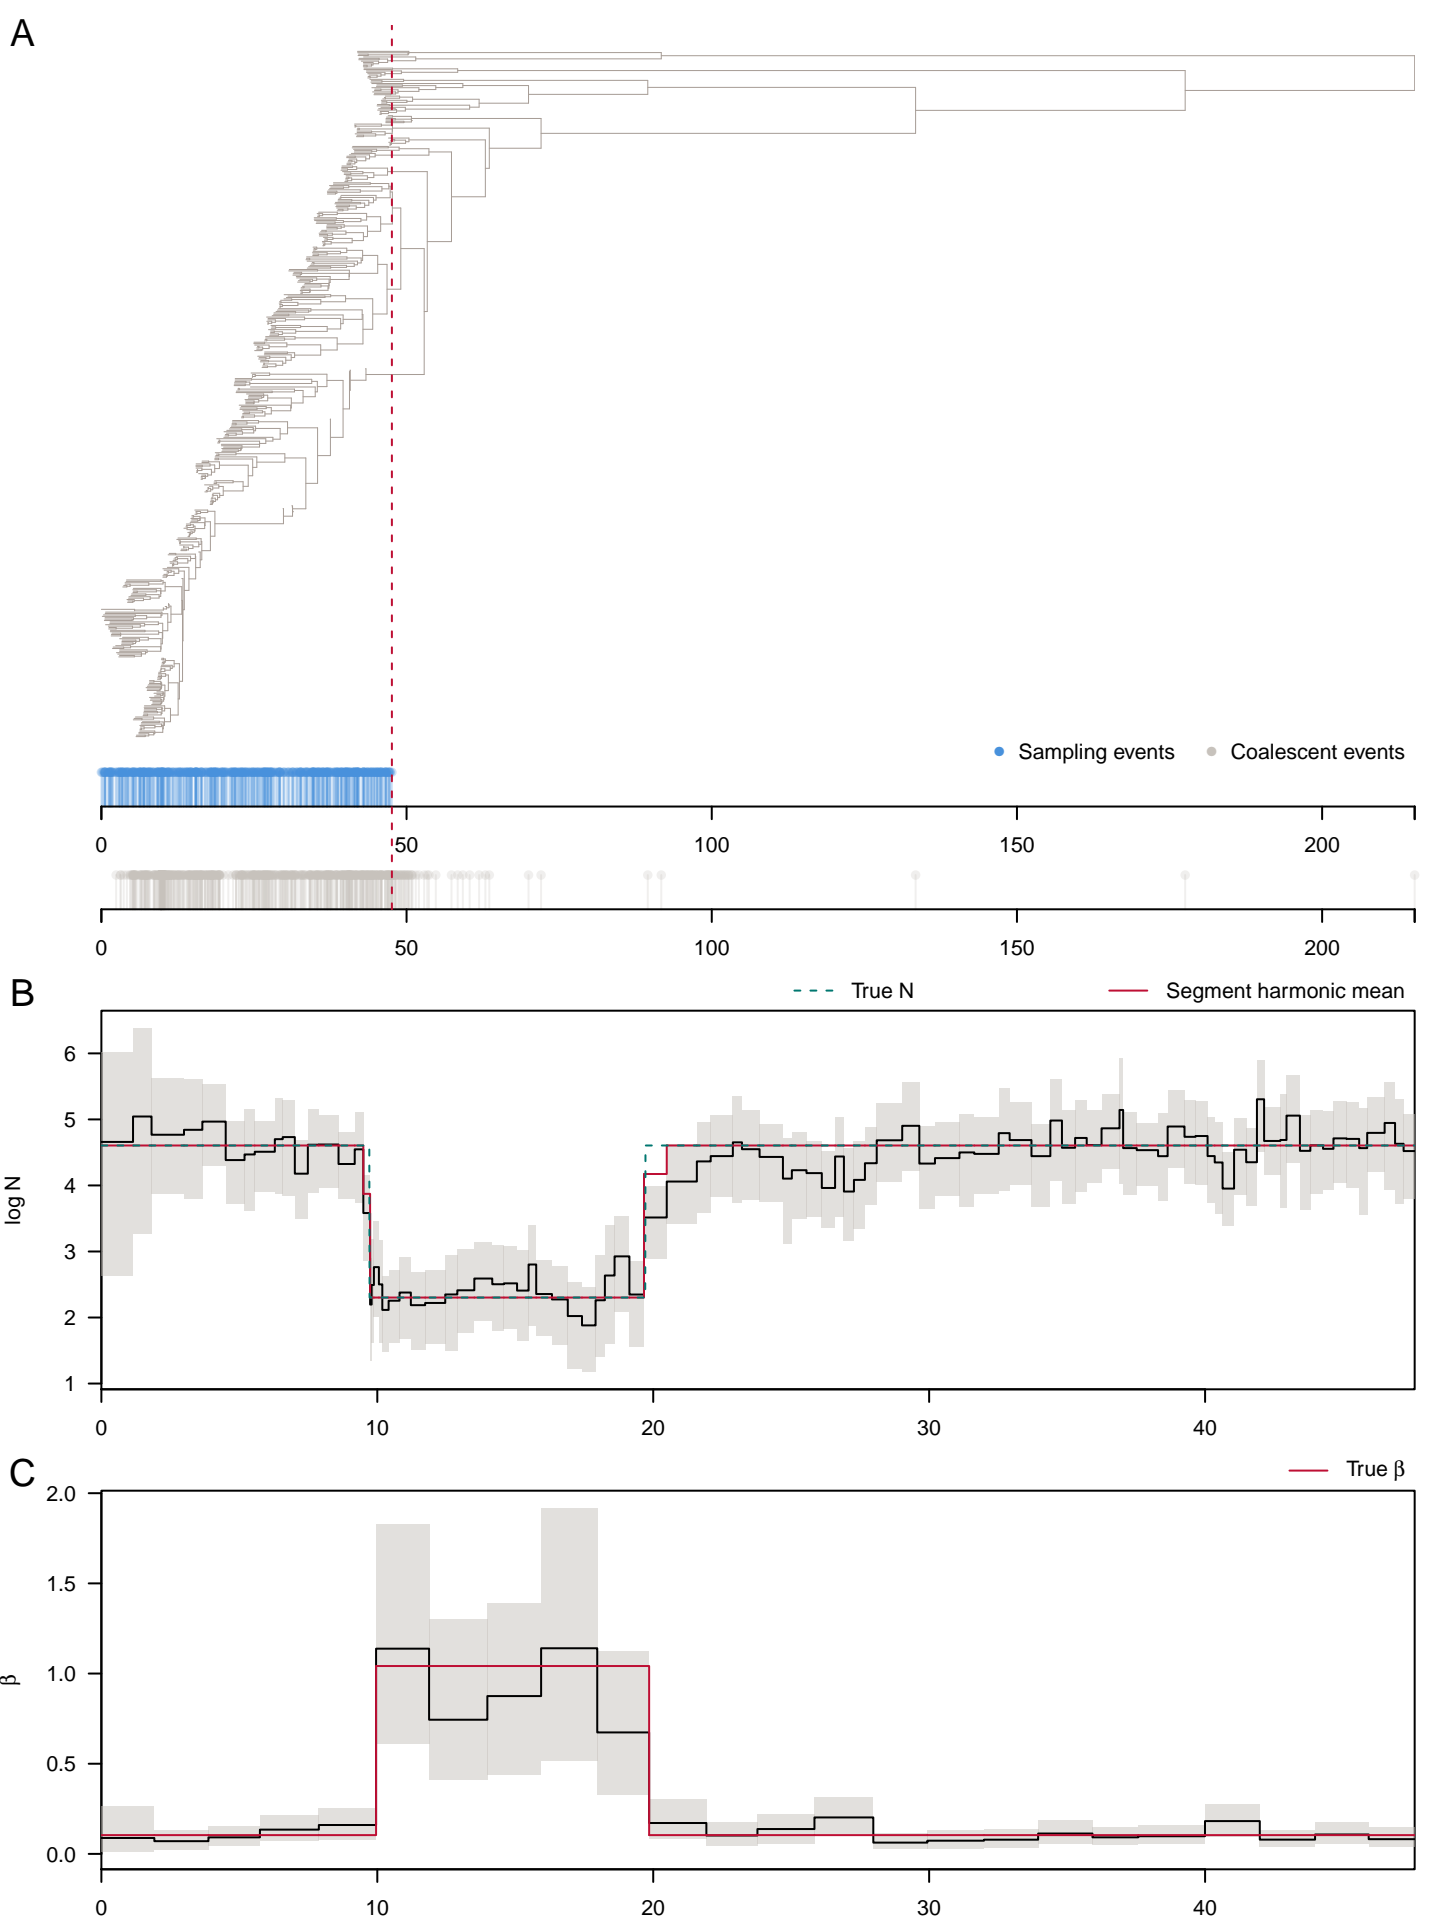 A
Sampling events Coalescent events
0 50 100 150 200
0 50 100 150 200
B
True N Segment harmonic mean
6
5
4
3
2
1
log N
0 10 20 30 40
C
True β
2.0
1.5
1.0
0.5
0.0
β
0 10 20 30 40